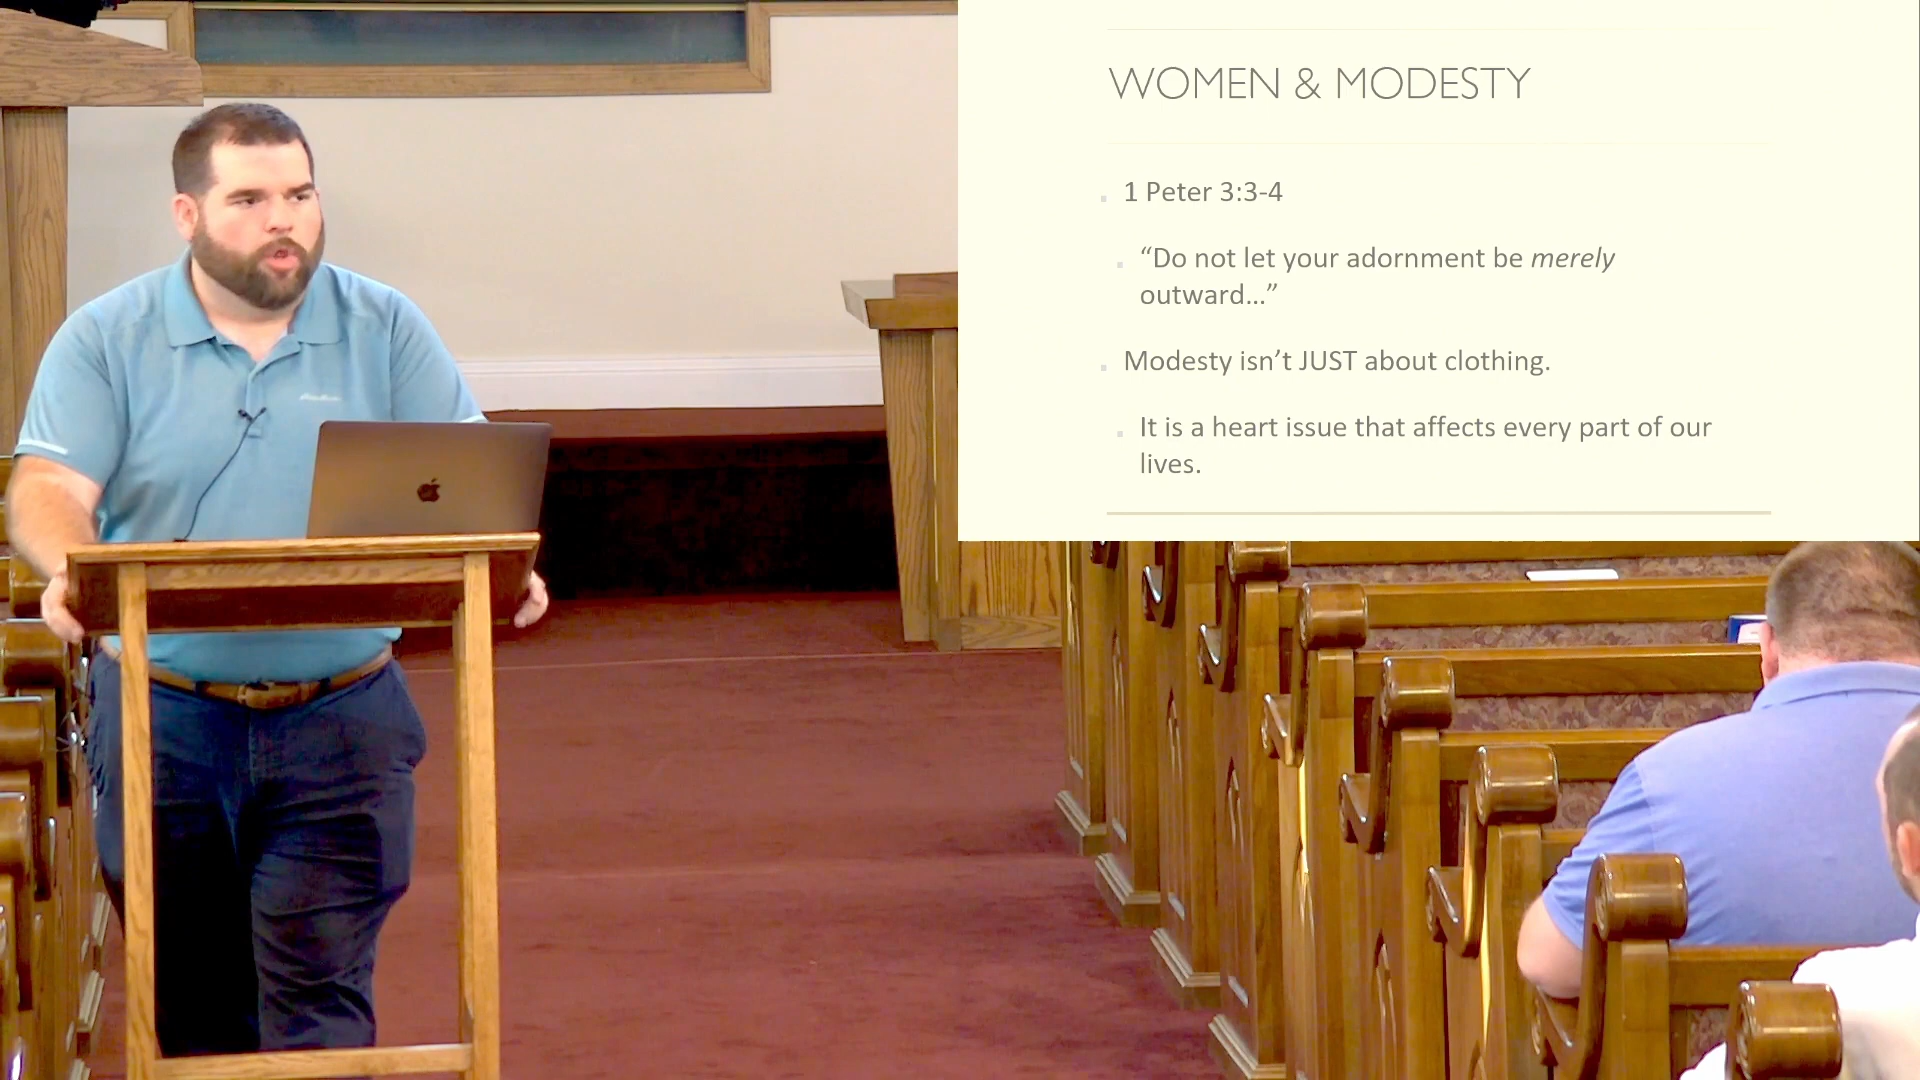 WOMEN & MODESTY
1 Peter 3:3-4
“Do not let your adornment be merely
outward...”
Modesty isn’t JUST about clothing.
It is a heart issue that affects every part of our
lives.